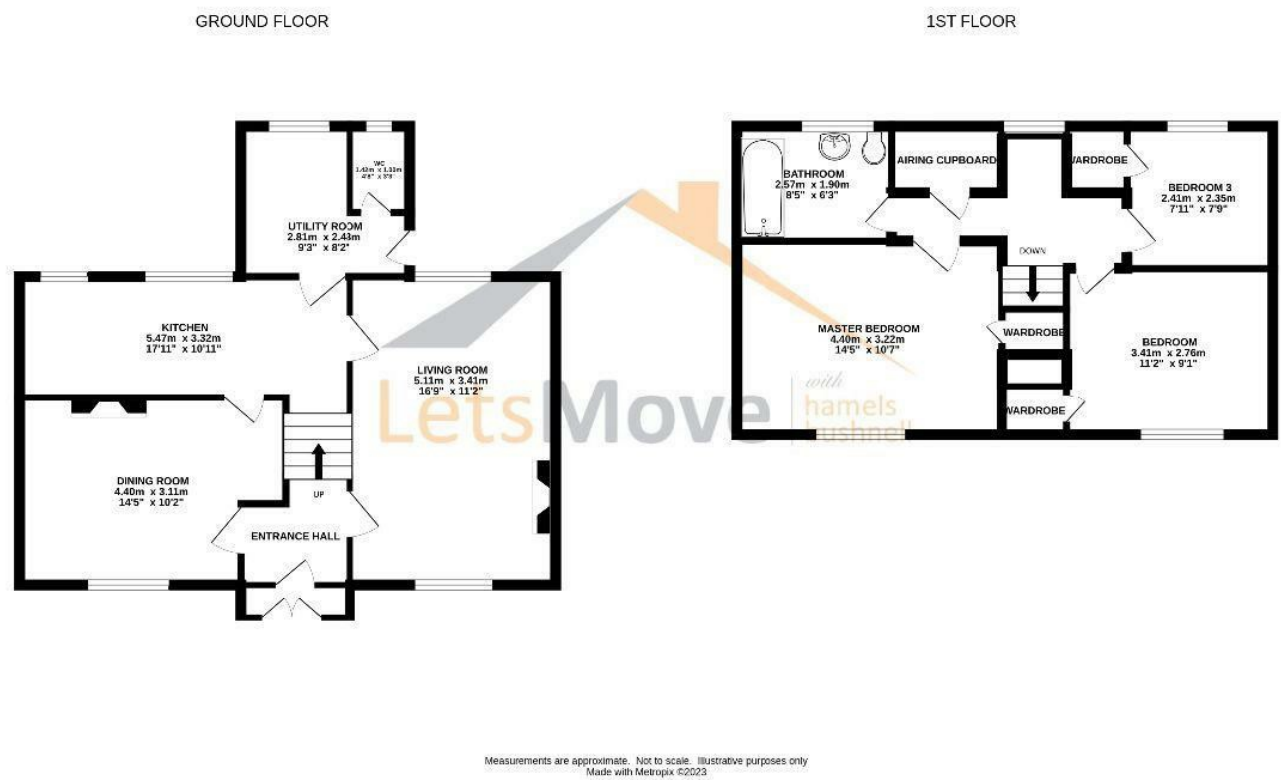 GROUND FLOOR
1ST FLOOR
WC
1.42m x 1.11m
UTILITY ROOM
2.81m x 2.48m
9'3" x 8'2"
KITCHEN
5.47m x 3.32m
17'11" x 10'11"
LIVING ROOM
5.11m x 3.41m
16'9" x 11'2"
DINING ROOM
4.40m x 3.11m
14'5" x 10'2"
UP
ENTRANCE HALL
BATHROOM
2.57m x 1.90m
8'5" x 6'3"
AIRING CUPBOARD
WARDROBE
BEDROOM 3
2.41m x 2.35m
7'11" x 7'9"
DOWN
MASTER BEDROOM
4.40m x 3.22m
14'5" x 10'7"
WARDROBE
BEDROOM
3.41m x 2.76m
11'2" x 9'1"
WARDROBE
LetsMove
with
hamels
bushnell
Measurements are approximate. Not to scale. Illustrative purposes only
Made with Metropix ©2023